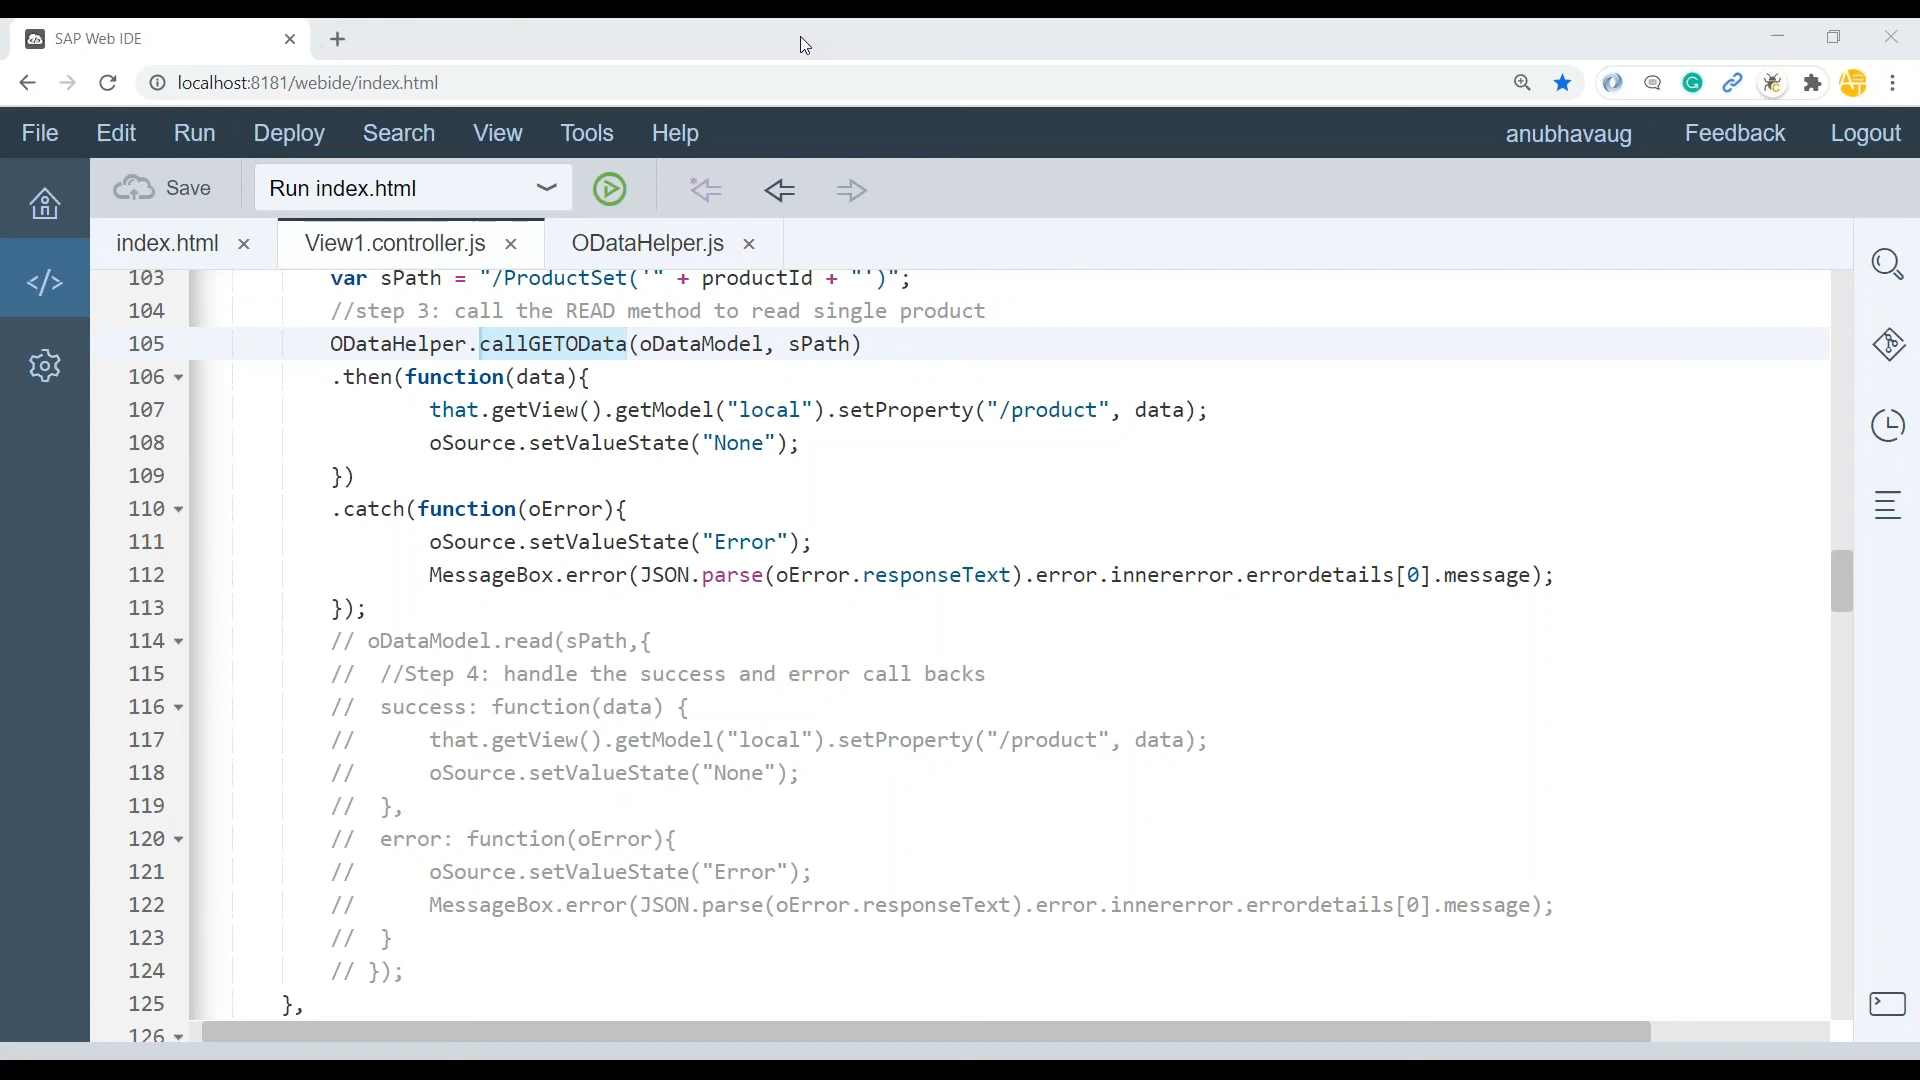 SAP Web IDE
localhost:8181/webide/index.html
File Edit Run Deploy Search View Tools Help anubhavaug Feedback Logout
Save Run index.html
index.html View1.controller.js ODataHelper.js
103 var sPath = "/ProductSet('" + productId + "')";
104 //step 3: call the READ method to read single product
105 ODataHelper.callGETOData(oDataModel, sPath)
106 .then(function(data){
107 that.getView().getModel("local").setProperty("/product", data);
108 oSource.setValueState("None");
109 })
110 .catch(function(oError){
111 oSource.setValueState("Error");
112 MessageBox.error(JSON.parse(oError.responseText).error.innererror.errordetails[0].message);
113 });
114 // oDataModel.read(sPath,{
115 // //Step 4: handle the success and error call backs
116 // success: function(data) {
117 // that.getView().getModel("local").setProperty("/product", data);
118 // oSource.setValueState("None");
119 // },
120 // error: function(oError){
121 // oSource.setValueState("Error");
122 // MessageBox.error(JSON.parse(oError.responseText).error.innererror.errordetails[0].message);
123 // }
124 // });
125 },
126